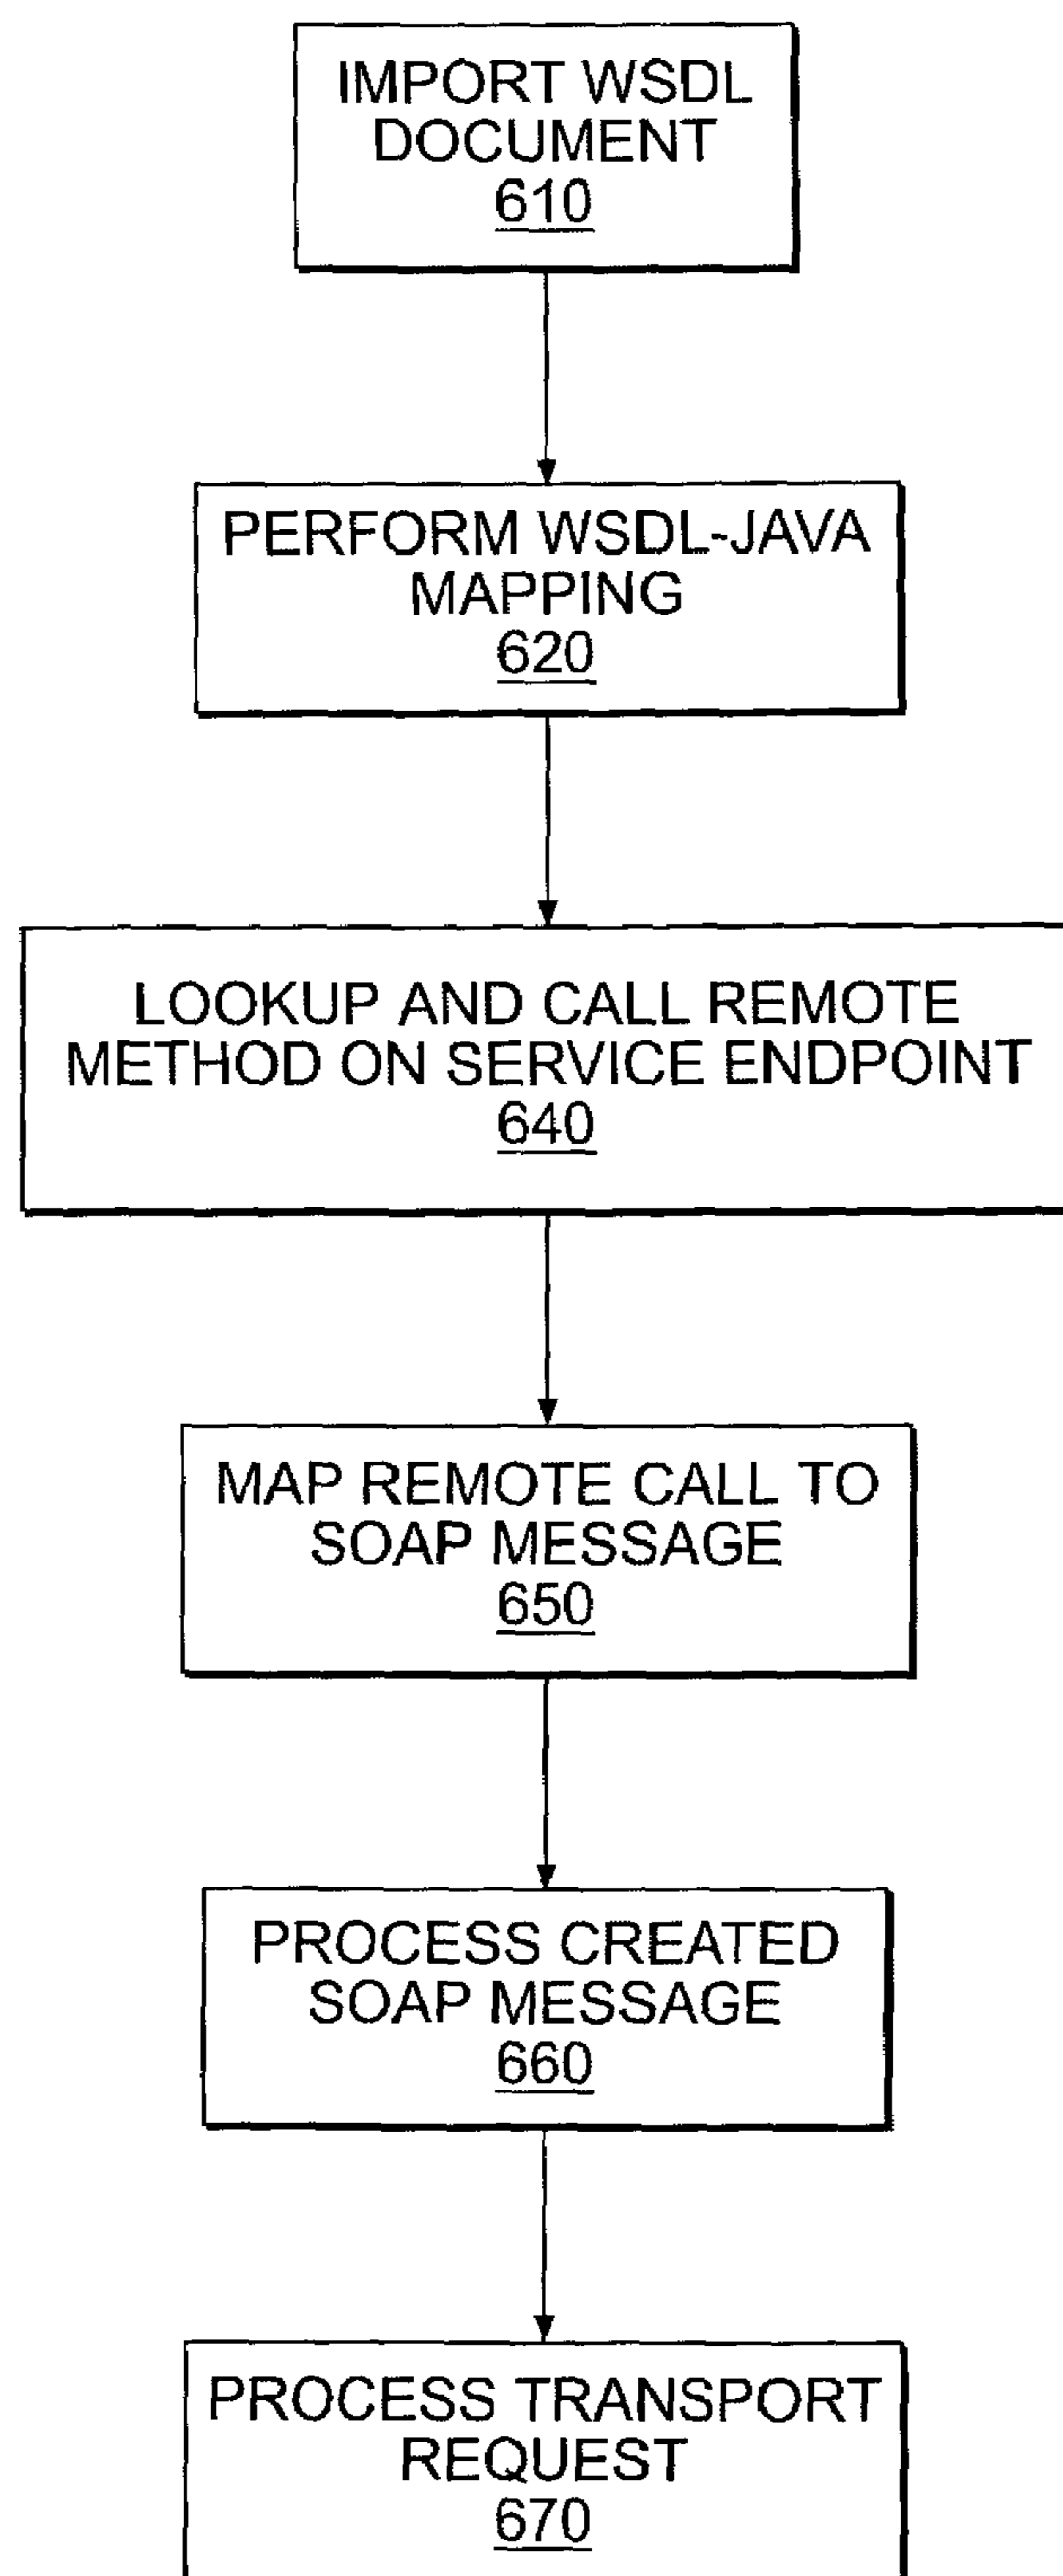 IMPORT WSDL
DOCUMENT
610
PERFORM WSDL-JAVA
MAPPING
620
LOOKUP AND CALL REMOTE
METHOD ON SERVICE ENDPOINT
640
MAP REMOTE CALL TO
SOAP MESSAGE
650
PROCESS CREATED
SOAP MESSAGE
660
PROCESS TRANSPORT
REQUEST
670